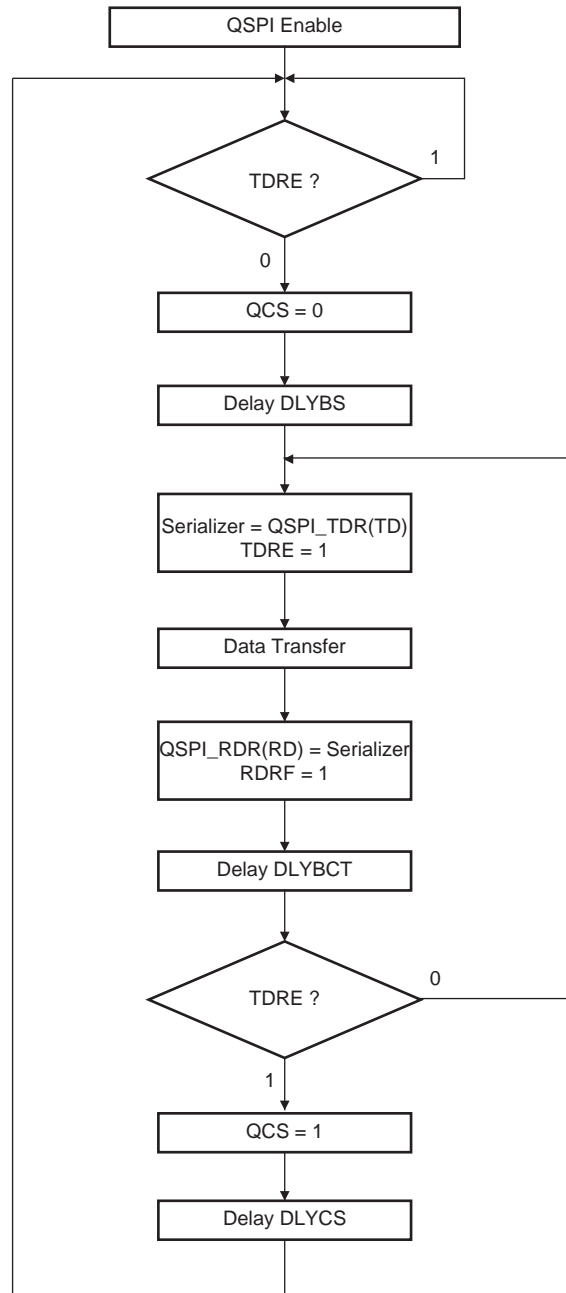 QSPI Enable
TDRE ?
1
0
QCS = 0
Delay DLYBS
Serializer = QSPI_TDR(TD)
TDRE = 1
Data Transfer
QSPI_RDR(RD) = Serializer
RDRF = 1
Delay DLYBCT
TDRE ?
0
1
QCS = 1
Delay DLYCS